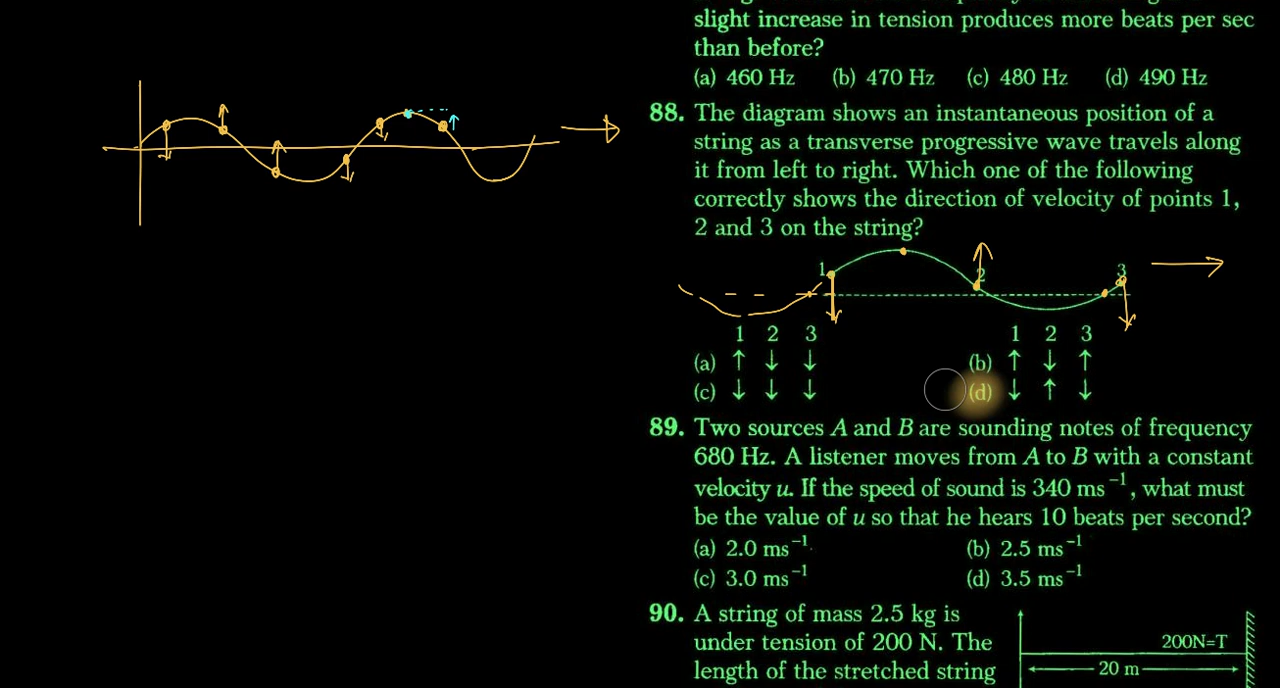 slight increase in tension produces more beats per sec
than before?
(a) 460 Hz (b) 470 Hz (c) 480 Hz (d) 490 Hz
88. The diagram shows an instantaneous position of a
string as a transverse progressive wave travels along
it from left to right. Which one of the following
correctly shows the direction of velocity of points 1,
2 and 3 on the string?
1 2 3
1 2 3 1 2 3
(a) ↑ ↓ ↓ (b) ↑ ↓ ↑
(c) ↓ ↓ ↓ (d) ↓ ↑ ↓
89. Two sources A and B are sounding notes of frequency
680 Hz. A listener moves from A to B with a constant
velocity u. If the speed of sound is 340 ms⁻¹, what must
be the value of u so that he hears 10 beats per second?
(a) 2.0 ms⁻¹ (b) 2.5 ms⁻¹
(c) 3.0 ms⁻¹ (d) 3.5 ms⁻¹
90. A string of mass 2.5 kg is
under tension of 200 N. The
length of the stretched string
200N=T
20 m